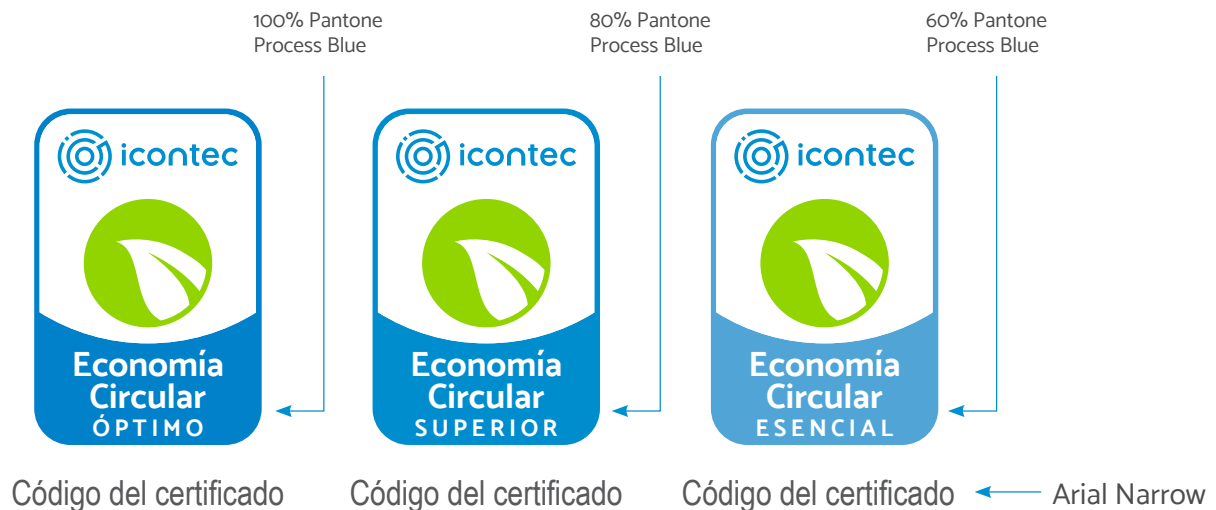 100% Pantone
Process Blue
80% Pantone
Process Blue
60% Pantone
Process Blue
icontec
Economía
Circular
ÓPTIMO
icontec
Economía
Circular
SUPERIOR
icontec
Economía
Circular
ESENCIAL
Código del certificado
Código del certificado
Código del certificado
Arial Narrow